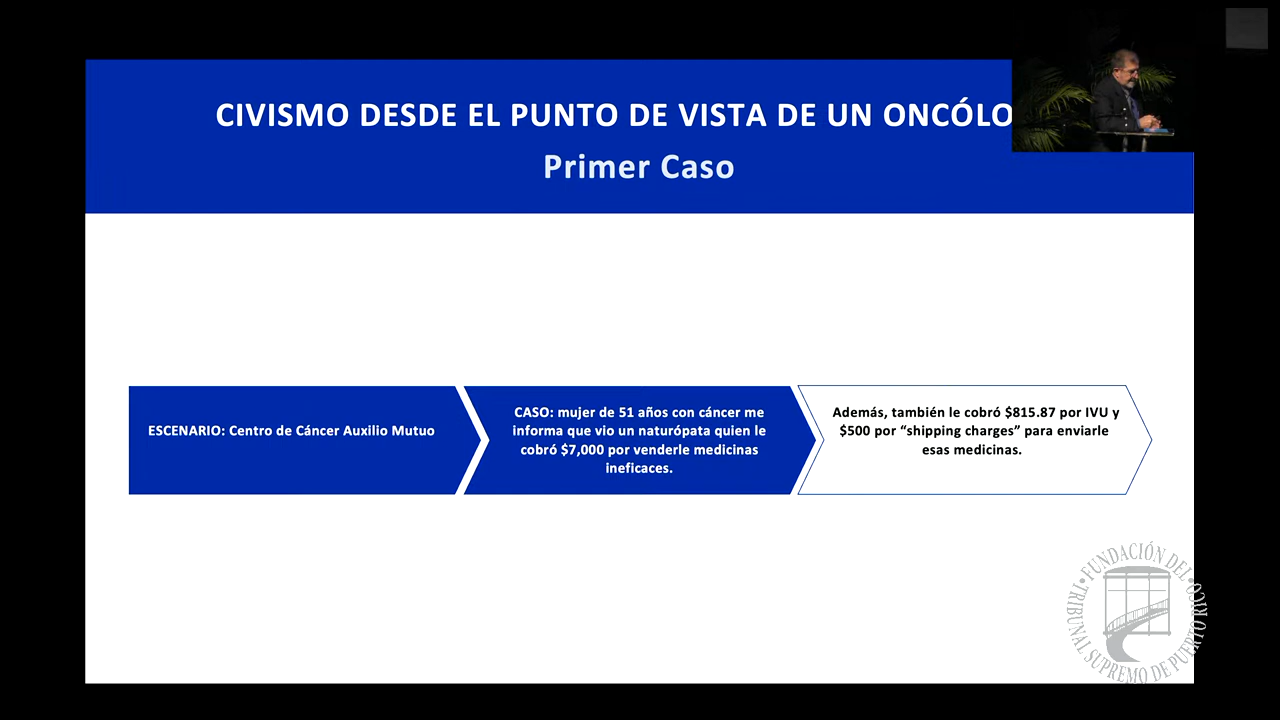 CIVISMO DESDE EL PUNTO DE VISTA DE UN ONCÓLO
Primer Caso
ESCENARIO: Centro de Cáncer Auxilio Mutuo
CASO: mujer de 51 años con cáncer me
informa que vio un naturópata quien le
cobró $7,000 por venderle medicinas
ineficaces.
Además, también le cobró $815.87 por IVU y
$500 por “shipping charges” para enviarle
esas medicinas.
FUNDACIÓN DEL
TRIBUNAL SUPREMO DE PUERTO RICO